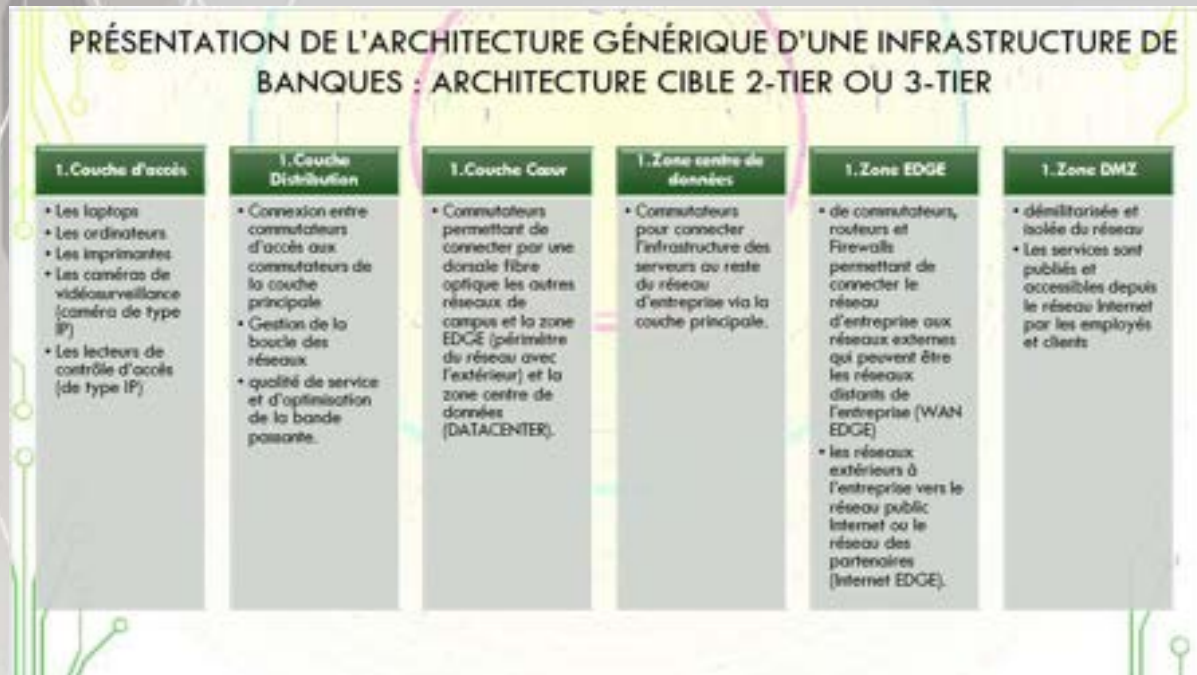 PRÉSENTATION DE L'ARCHITECTURE GÉNÉRIQUE D'UNE INFRASTRUCTURE DE
BANQUES : ARCHITECTURE CIBLE 2-TIER OU 3-TIER
1.Couche d'accès
• Les laptops
• Les ordinateurs
• Les imprimantes
• Les caméras de
vidéosurveillance
(caméra de type
IP)
• Les lecteurs de
contrôle d'accès
(de type IP)
1.Couche
Distribution
• Connexion entre
commutateurs
d'accès aux
commutateurs de
la couche
principale
• Gestion de la
boucle des
réseaux
• qualité de service
et d'optimisation
de la bande
passante.
1.Couche Cœur
• Commutateurs
permettant de
connecter par une
dorsale fibre
optique les autres
réseaux de
campus et la zone
EDGE (périmètre
du réseau avec
l'extérieur) et la
zone centre de
données
(DATACENTER).
1.Zone centre de
données
• Commutateurs
pour connecter
l'infrastructure des
serveurs au reste
du réseau
d'entreprise via la
couche principale.
1.Zone EDGE
• de commutateurs,
routeurs et
Firewalls
permettant de
connecter le
réseau
d'entreprise aux
réseaux externes
qui peuvent être
les réseaux
distants de
l'entreprise (WAN
EDGE)
• les réseaux
extérieurs à
l'entreprise vers le
réseau public
Internet ou le
réseau des
partenaires
(Internet EDGE).
1.Zone DMZ
• démilitarisée et
isolée du réseau
• Les services sont
publiés et
accessibles depuis
le réseau Internet
par les employés
et clients